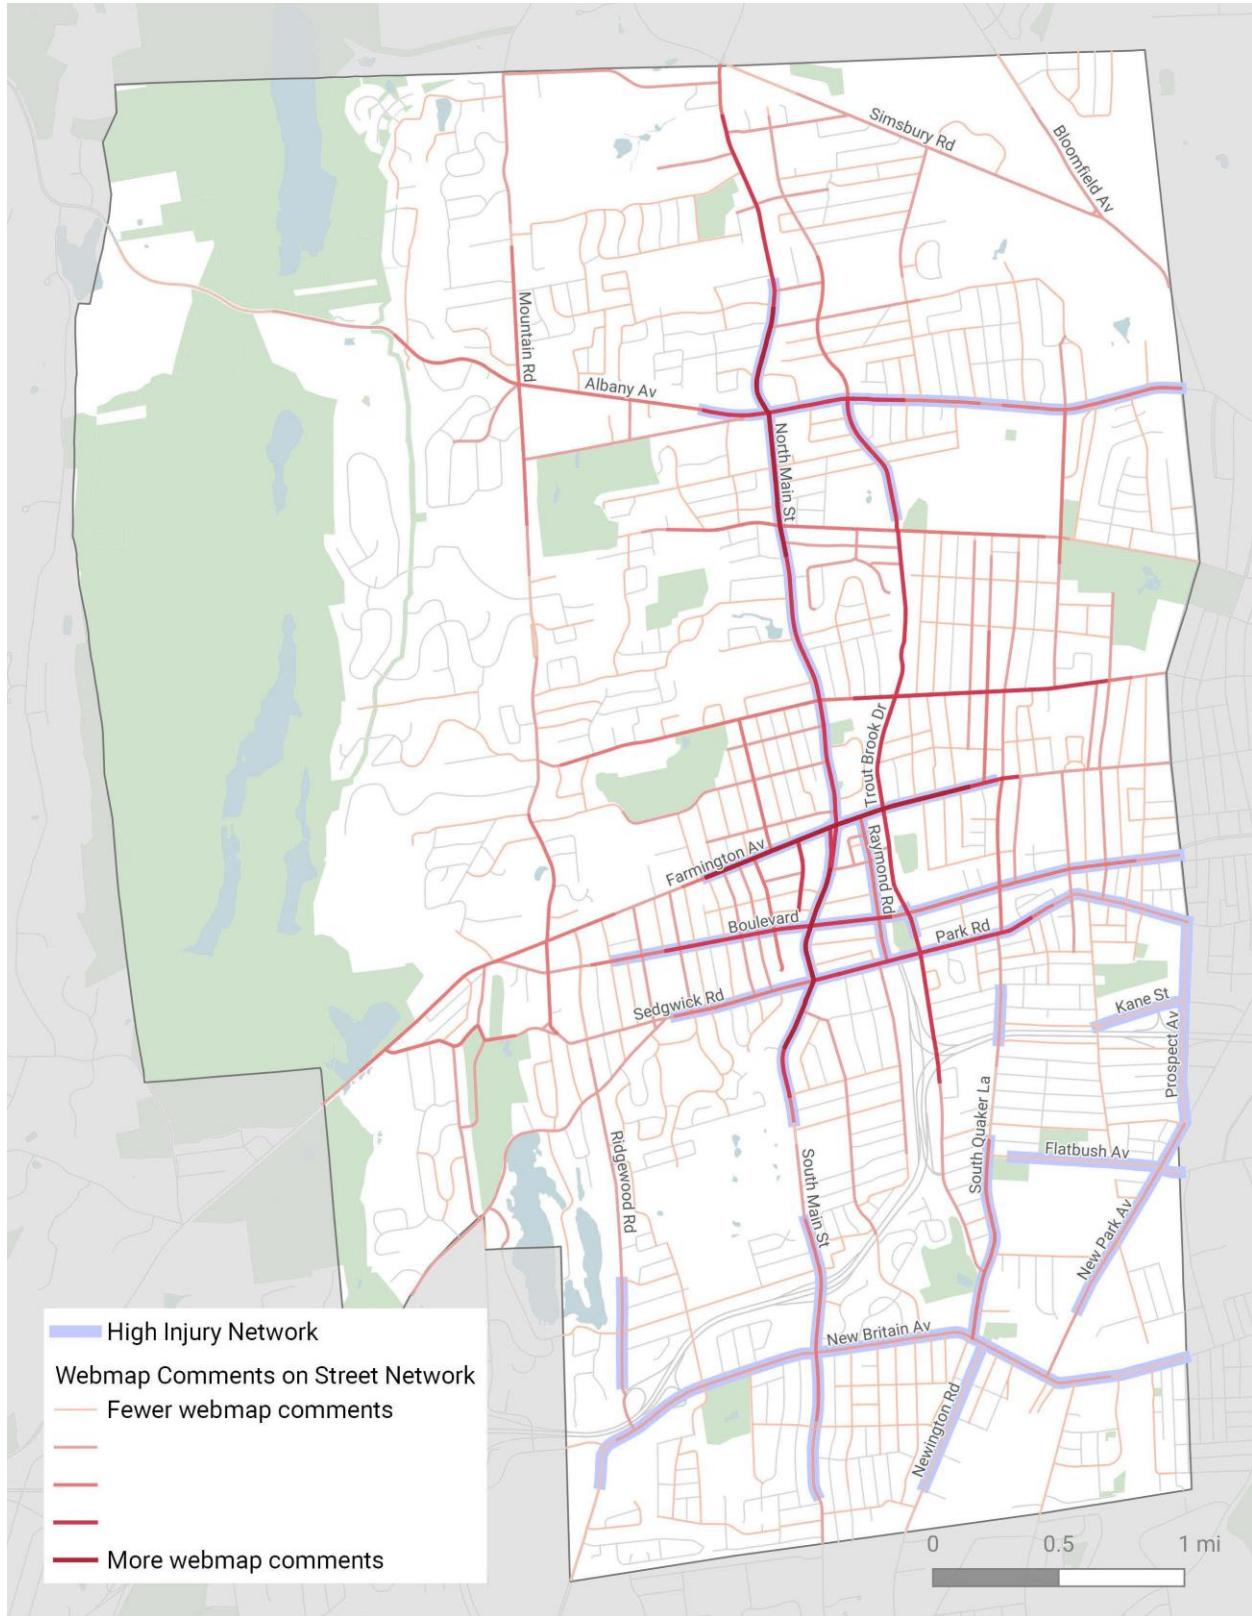 Simsbury Rd
Bloomfield Av
Mountain Rd
Albany Av
North Main St
Trout Brook Dr
Farmington Av
Raymond Rd
Boulevard
Park Rd
Sedgwick Rd
Kane St
Prospect Av
South Quaker La
Ridgewood Rd
Flatbush Av
South Main St
New Park Av
New Britain Av
Newington Rd
High Injury Network
Webmap Comments on Street Network
Fewer webmap comments
More webmap comments
0 0.5 1 mi